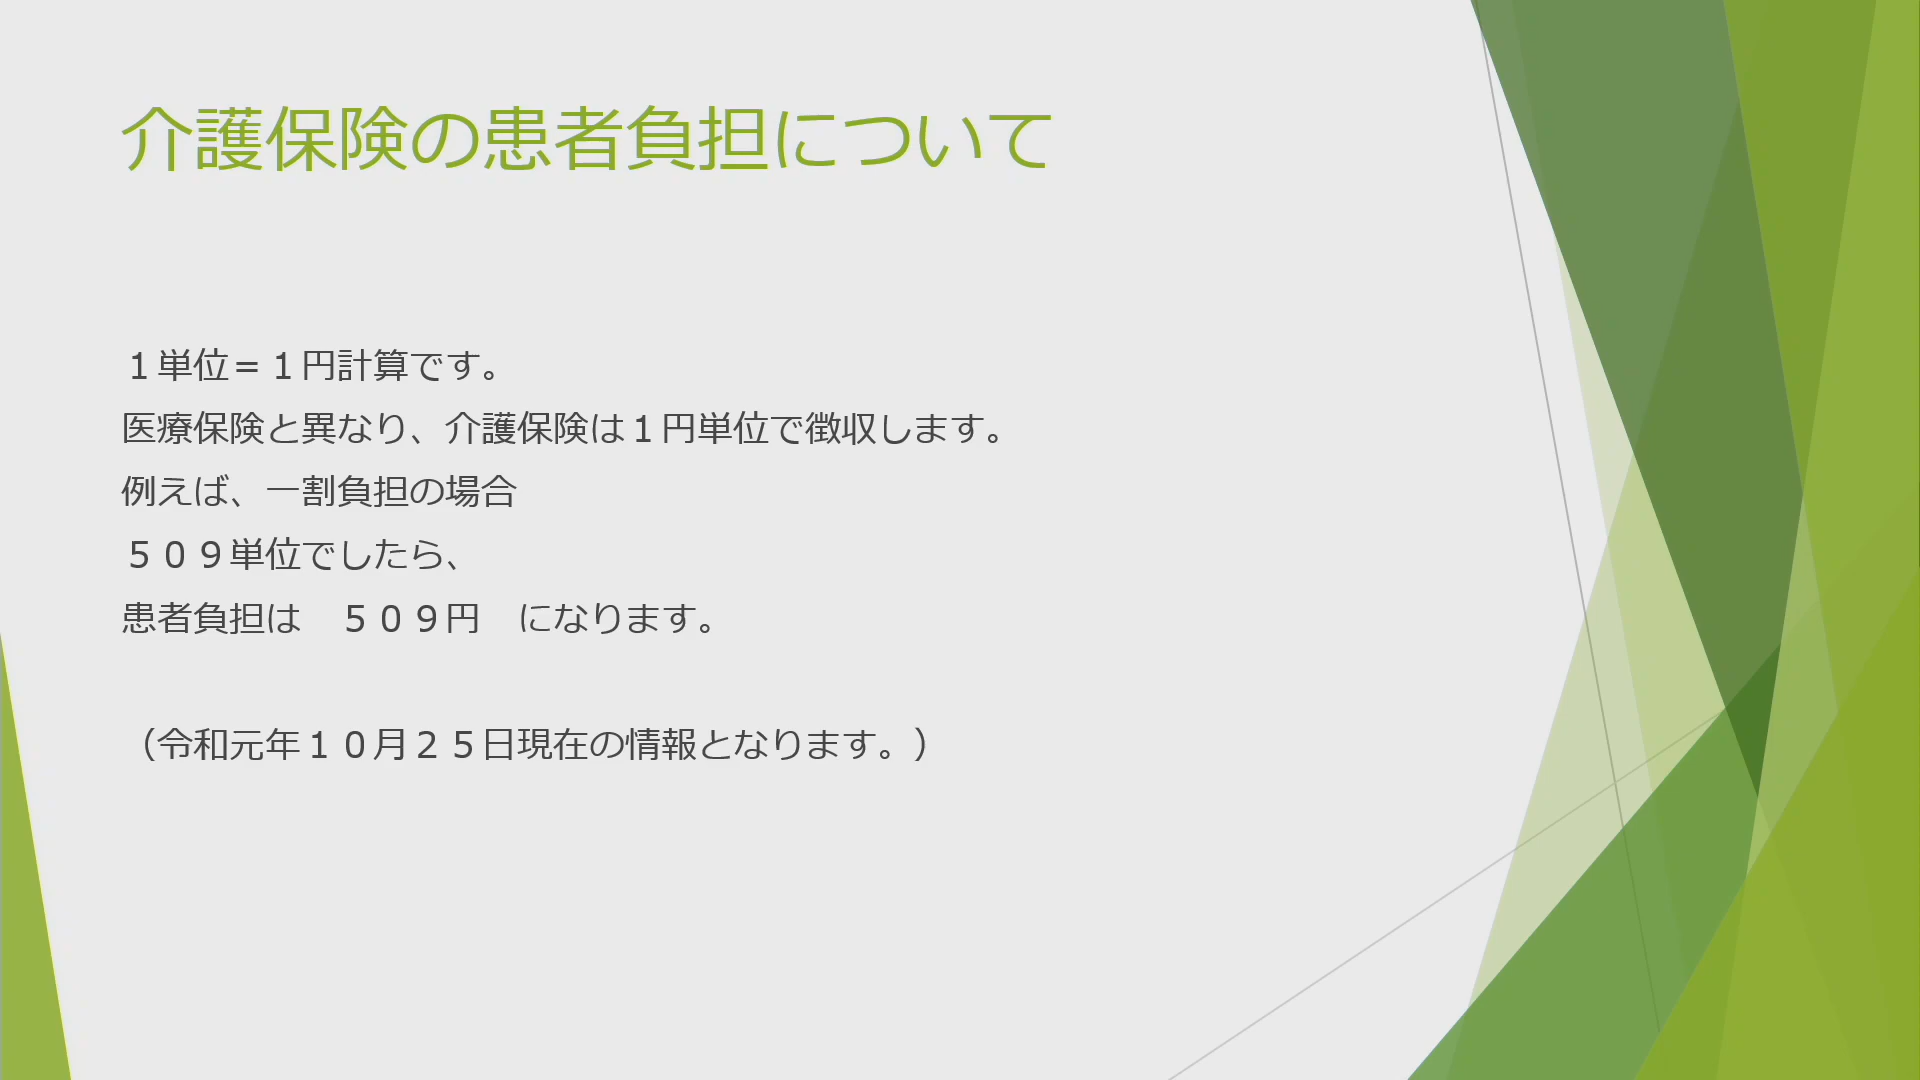 介護保険の患者負担について
１単位＝１円計算です。
医療保険と異なり、介護保険は１円単位で徴収します。
例えば、一割負担の場合
５０９単位でしたら、
患者負担は　５０９円　になります。
（令和元年１０月２５日現在の情報となります。）